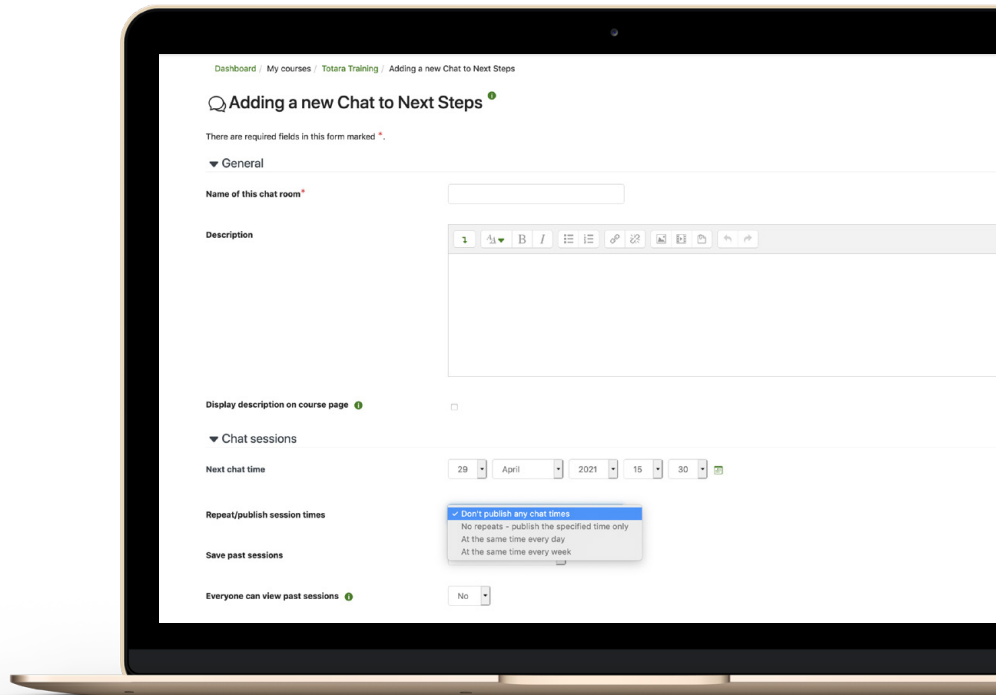 Dashboard / My courses / Totara Training / Adding a new Chat to Next Steps
Adding a new Chat to Next Steps
There are required fields in this form marked *.
General
Name of this chat room*
Description
B I
Display description on course page
Chat sessions
Next chat time 29 April 2021 15 30
Repeat/publish session times
✓ Don't publish any chat times
No repeats - publish the specified time only
At the same time every day
At the same time every week
Save past sessions
Everyone can view past sessions No